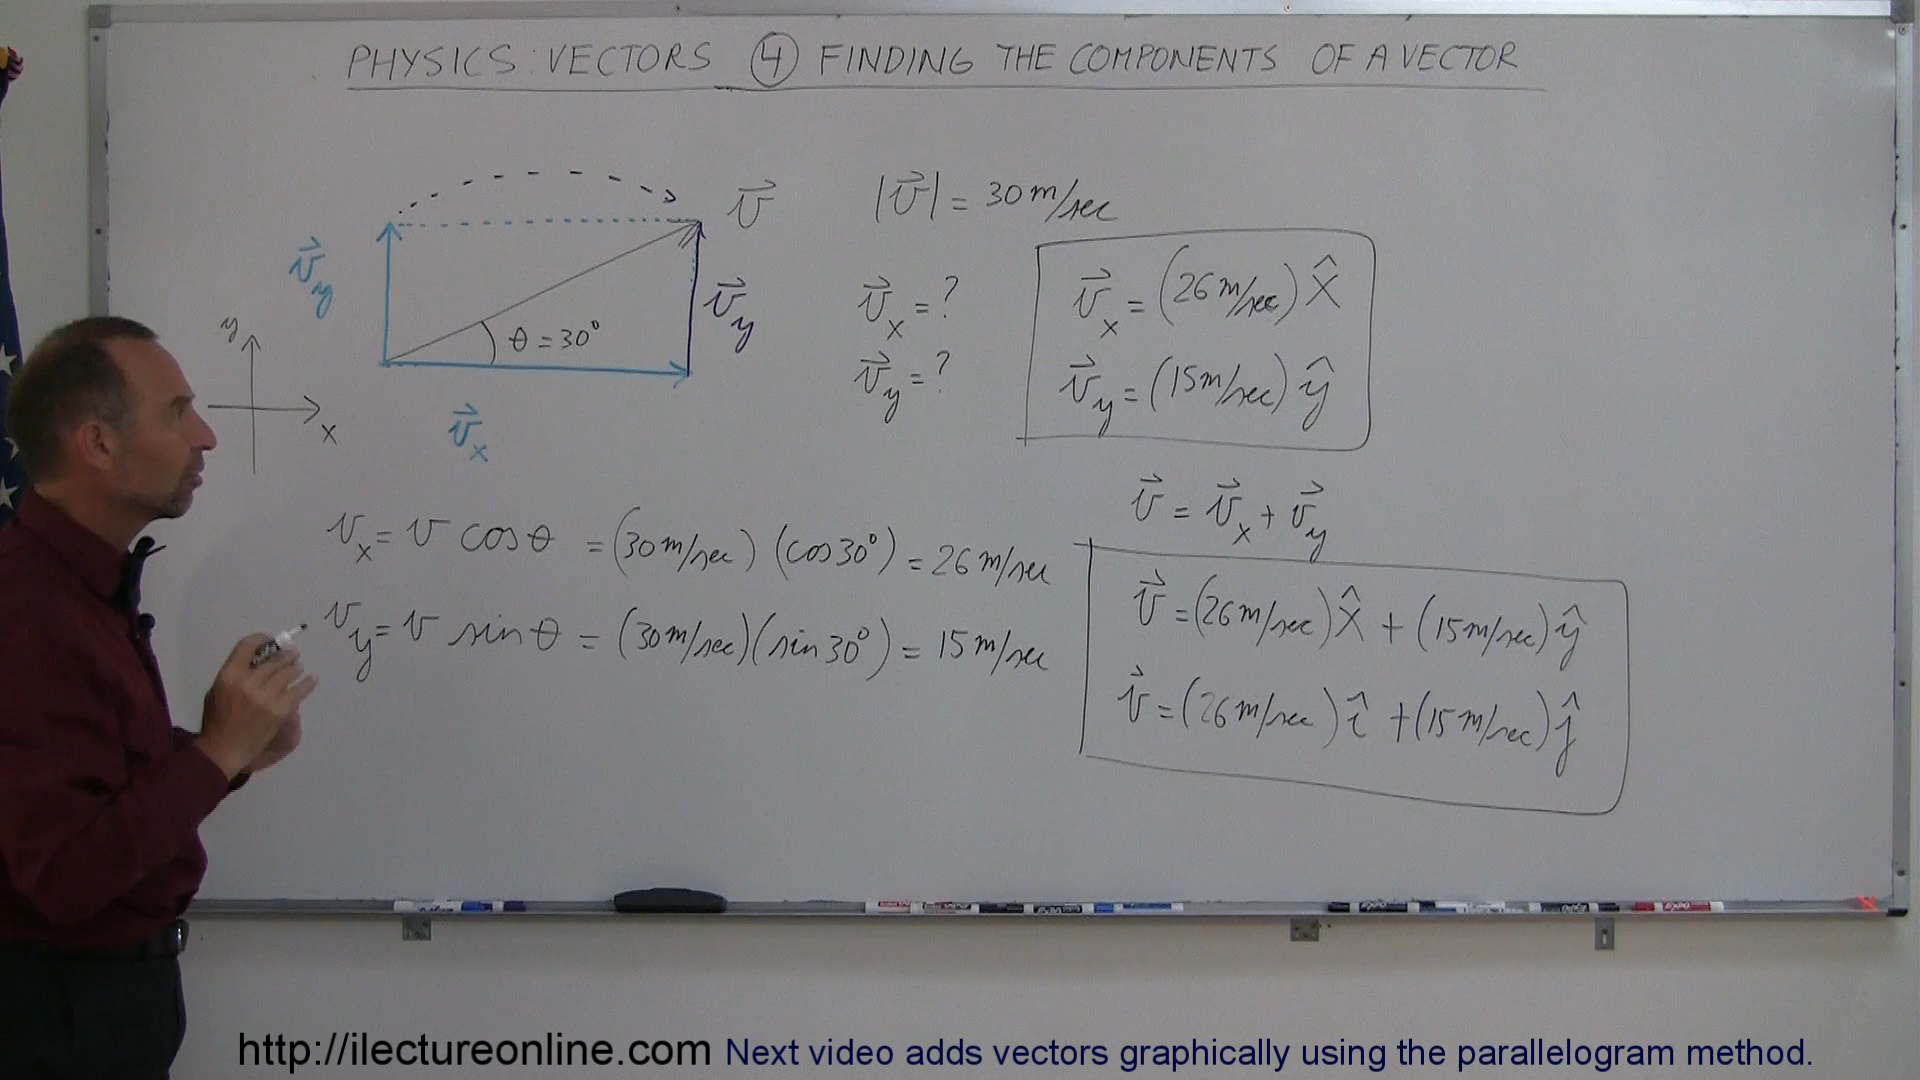 PHYSICS: VECTORS ④ FINDING THE COMPONENTS OF A VECTOR
v⃗
|v⃗| = 30 m/sec
v⃗y
v⃗y
θ = 30°
y
x
v⃗x
v⃗x = ?
v⃗y = ?
v⃗x = (26 m/sec) x̂
v⃗y = (15 m/sec) ŷ
v⃗ = v⃗x + v⃗y
vx = v cos θ = (30 m/sec) (cos 30°) = 26 m/sec
vy = v sin θ = (30 m/sec)(sin 30°) = 15 m/sec
v⃗ = (26 m/sec) x̂ + (15 m/sec) ŷ
v⃗ = (26 m/sec) î + (15 m/sec) ĵ
http://ilectureonline.com Next video adds vectors graphically using the parallelogram method.